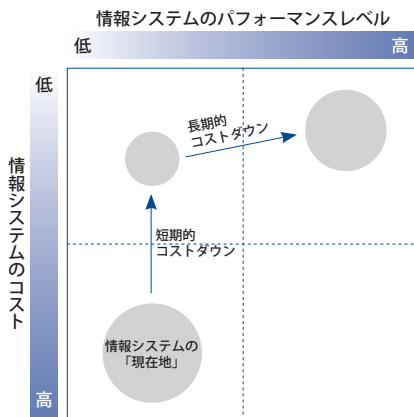 情報システムのパフォーマンスレベル
低
高
低
情報システムのコスト
高
長期的
コストダウン
短期的
コストダウン
情報システムの
「現在地」